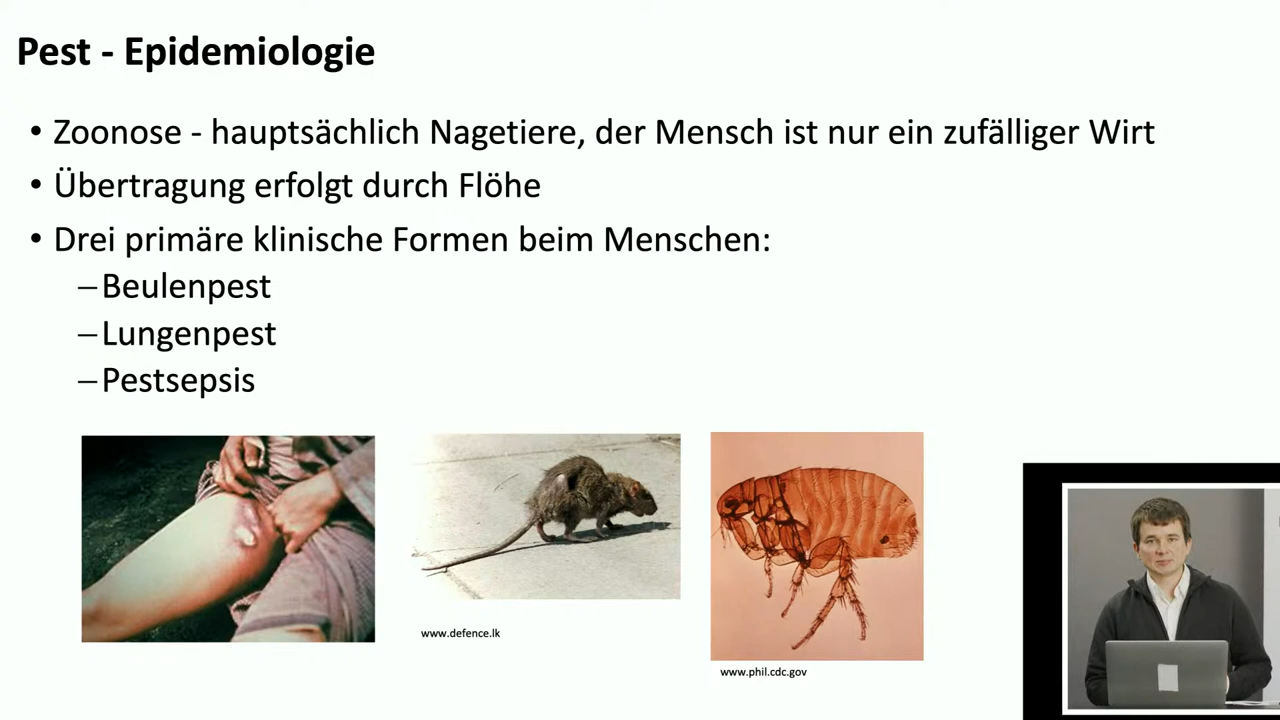 Pest - Epidemiologie
• Zoonose - hauptsächlich Nagetiere, der Mensch ist nur ein zufälliger Wirt
• Übertragung erfolgt durch Flöhe
• Drei primäre klinische Formen beim Menschen:
–Beulenpest
–Lungenpest
–Pestsepsis
www.defence.lk
www.phil.cdc.gov